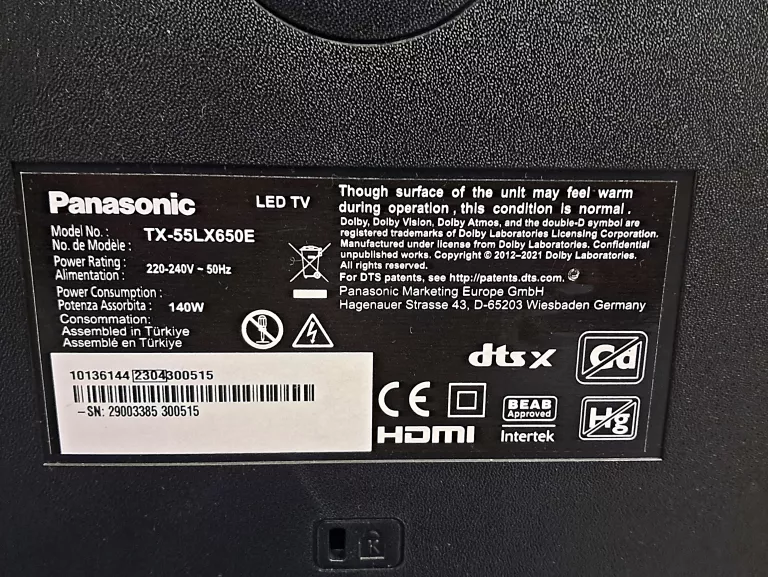 Panasonic
LED TV
Model No.:
No. de Modèle :
TX-55LX650E
Power Rating :
Alimentation :
220-240V ~ 50Hz
Power Consumption :
Potenza Assorbita :
Consommation:
140W
Assembled in Türkiye
Assemblé en Türkiye
Though surface of the unit may feel warm
during operation , this condition is normal .
Dolby, Dolby Vision, Dolby Atmos, and the double-D symbol are
registered trademarks of Dolby Laboratories Licensing Corporation.
Manufactured under license from Dolby Laboratories. Confidential
unpublished works. Copyright © 2012-2021 Dolby Laboratories.
All rights reserved.
For DTS patents, see http://patents.dts.com.
Panasonic Marketing Europe GmbH
Hagenauer Strasse 43, D-65203 Wiesbaden Germany
10136144 2304300515
-SN: 29003385 300515
dts X
Cd
CE
BEAB
Approved
Intertek
HDMI
Hg